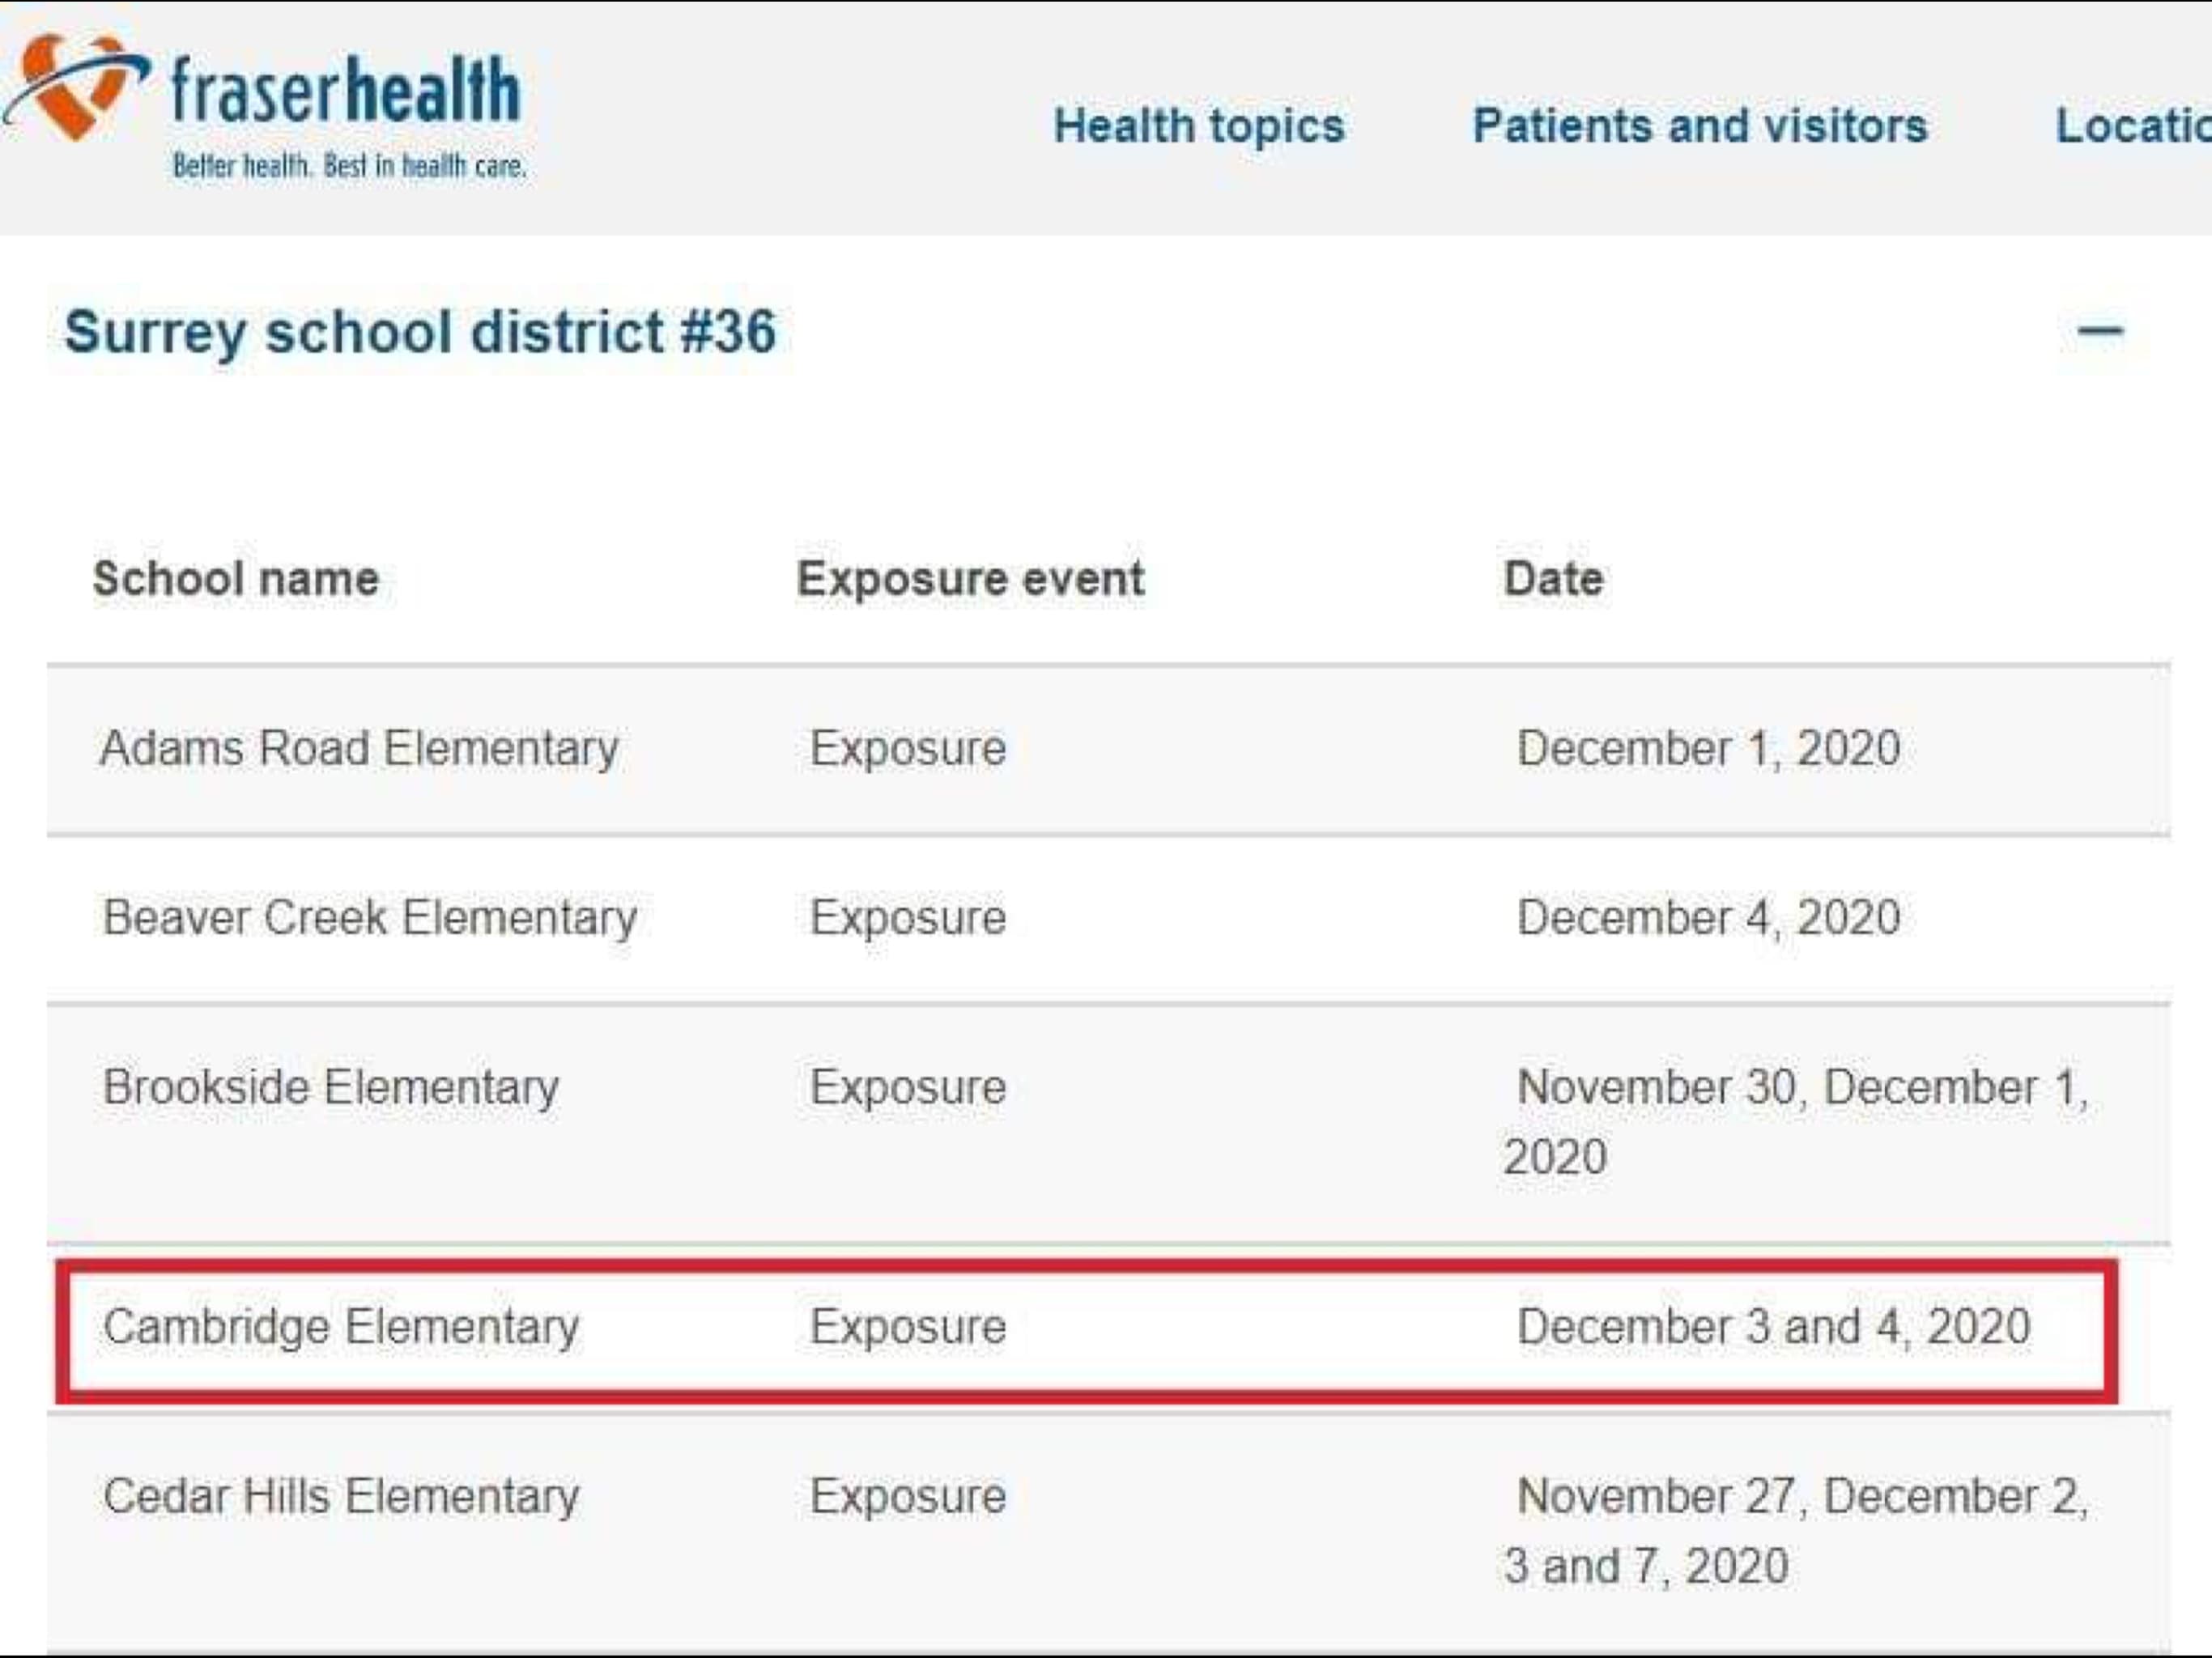 fraserhealth
Better health. Best in health care.
Health topics Patients and visitors Locatio
Surrey school district #36
School name Exposure event Date
Adams Road Elementary Exposure December 1, 2020
Beaver Creek Elementary Exposure December 4, 2020
Brookside Elementary Exposure November 30, December 1,
2020
Cambridge Elementary Exposure December 3 and 4, 2020
Cedar Hills Elementary Exposure November 27, December 2,
3 and 7, 2020